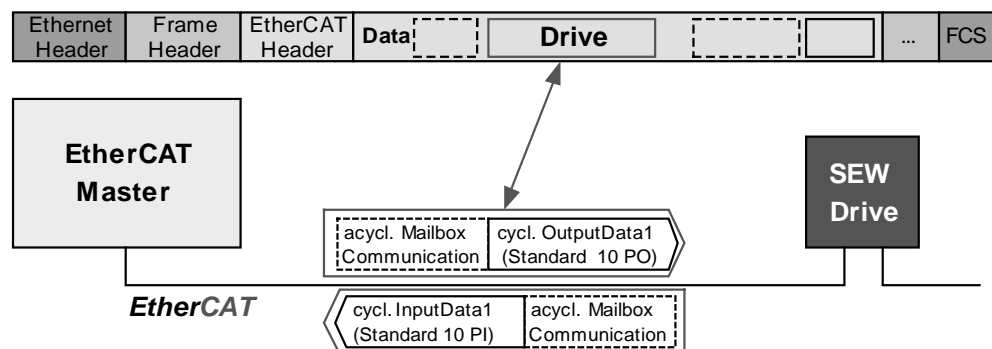 Ethernet Header
Frame Header
EtherCAT Header
Data
Drive
...
FCS
EtherCAT
Master
SEW
Drive
acycl. Mailbox
Communication
cycl. OutputData1
(Standard 10 PO)
EtherCAT
cycl. InputData1
(Standard 10 PI)
acycl. Mailbox
Communication